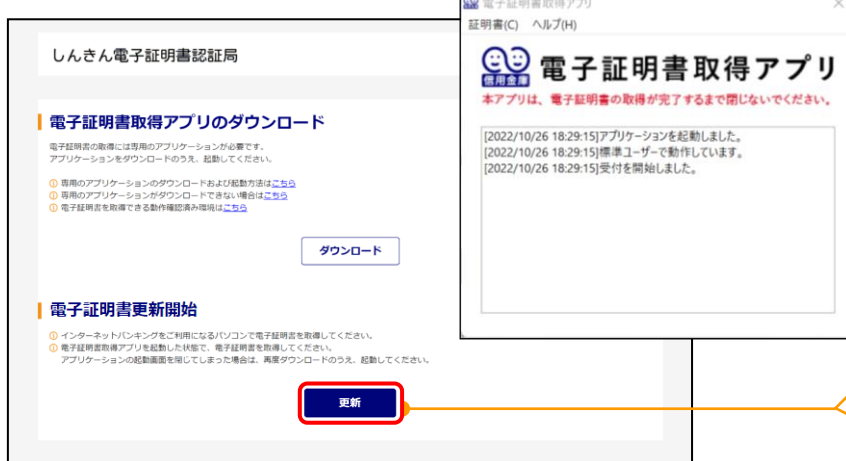 しんきん電子証明書認証局
電子証明書取得アプリのダウンロード
電子証明書の取得には専用のアプリケーションが必要です。
アプリケーションをダウンロードのうえ、起動してください。
専用のアプリケーションのダウンロードおよび起動方法はこちら
専用のアプリケーションがダウンロードできない場合はこちら
電子証明書を取得できる動作確認済み環境はこちら
ダウンロード
電子証明書更新開始
インターネットバンキングをご利用になるパソコンで電子証明書を取得してください。
電子証明書取得アプリを起動した状態で、電子証明書を取得してください。
アプリケーションの起動画面を閉じてしまった場合は、再度ダウンロードのうえ、起動してください。
更新
電子証明書取得アプリ
証明書(C) ヘルプ(H)
信用金庫
電子証明書取得アプリ
本アプリは、電子証明書の取得が完了するまで閉じないでください。
[2022/10/26 18:29:15]アプリケーションを起動しました。
[2022/10/26 18:29:15]標準ユーザーで動作しています。
[2022/10/26 18:29:15]受付を開始しました。